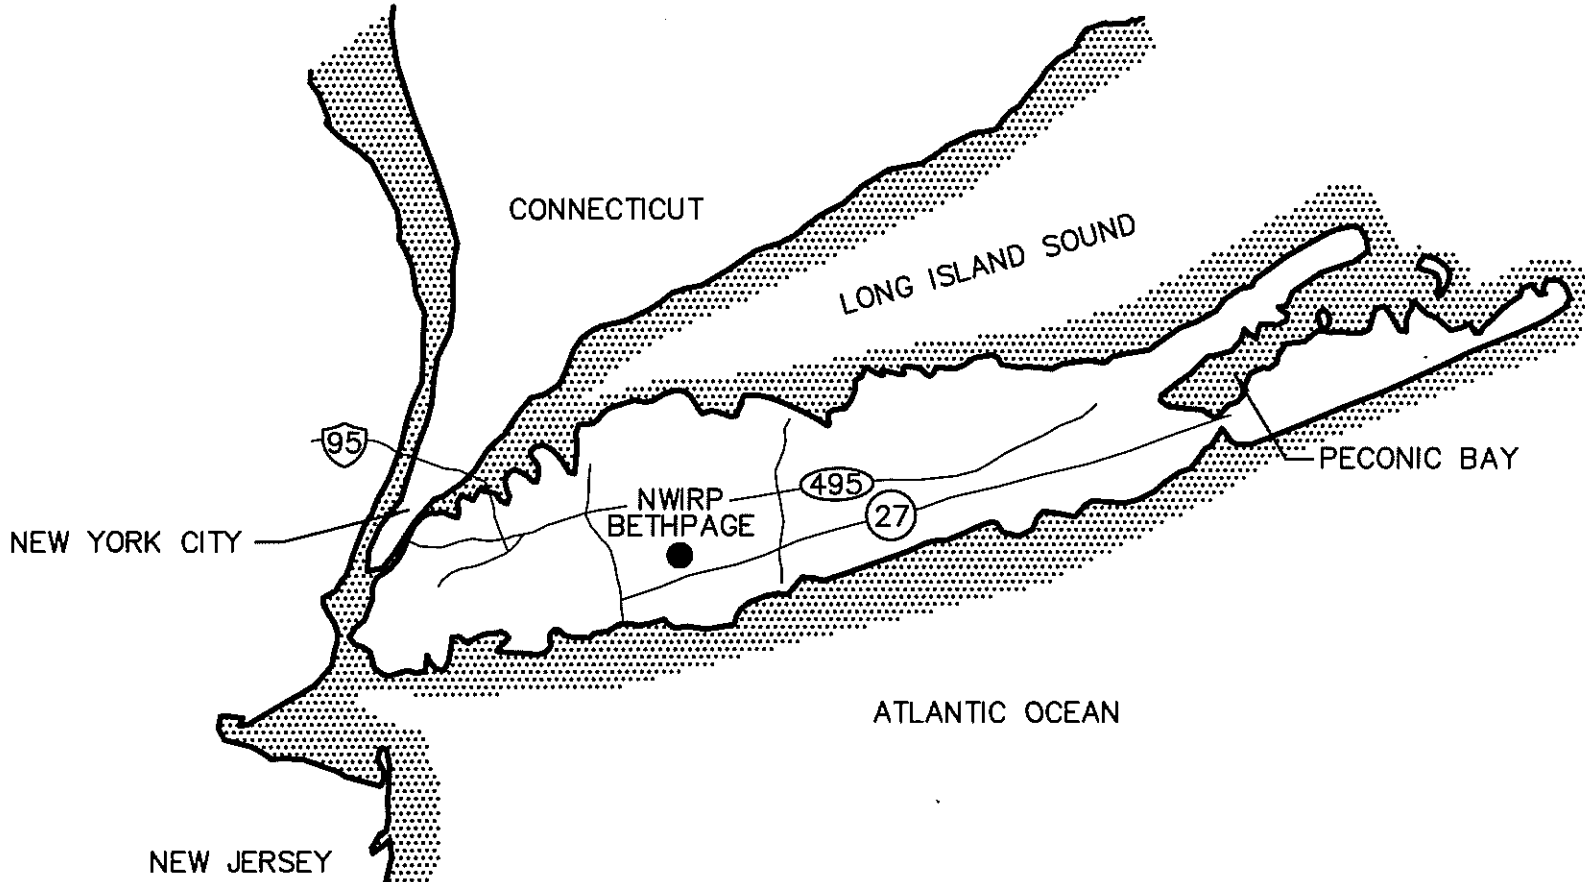 CONNECTICUT
LONG ISLAND SOUND
95
PECONIC BAY
495
NWIRP
BETHPAGE
27
NEW YORK CITY
ATLANTIC OCEAN
NEW JERSEY